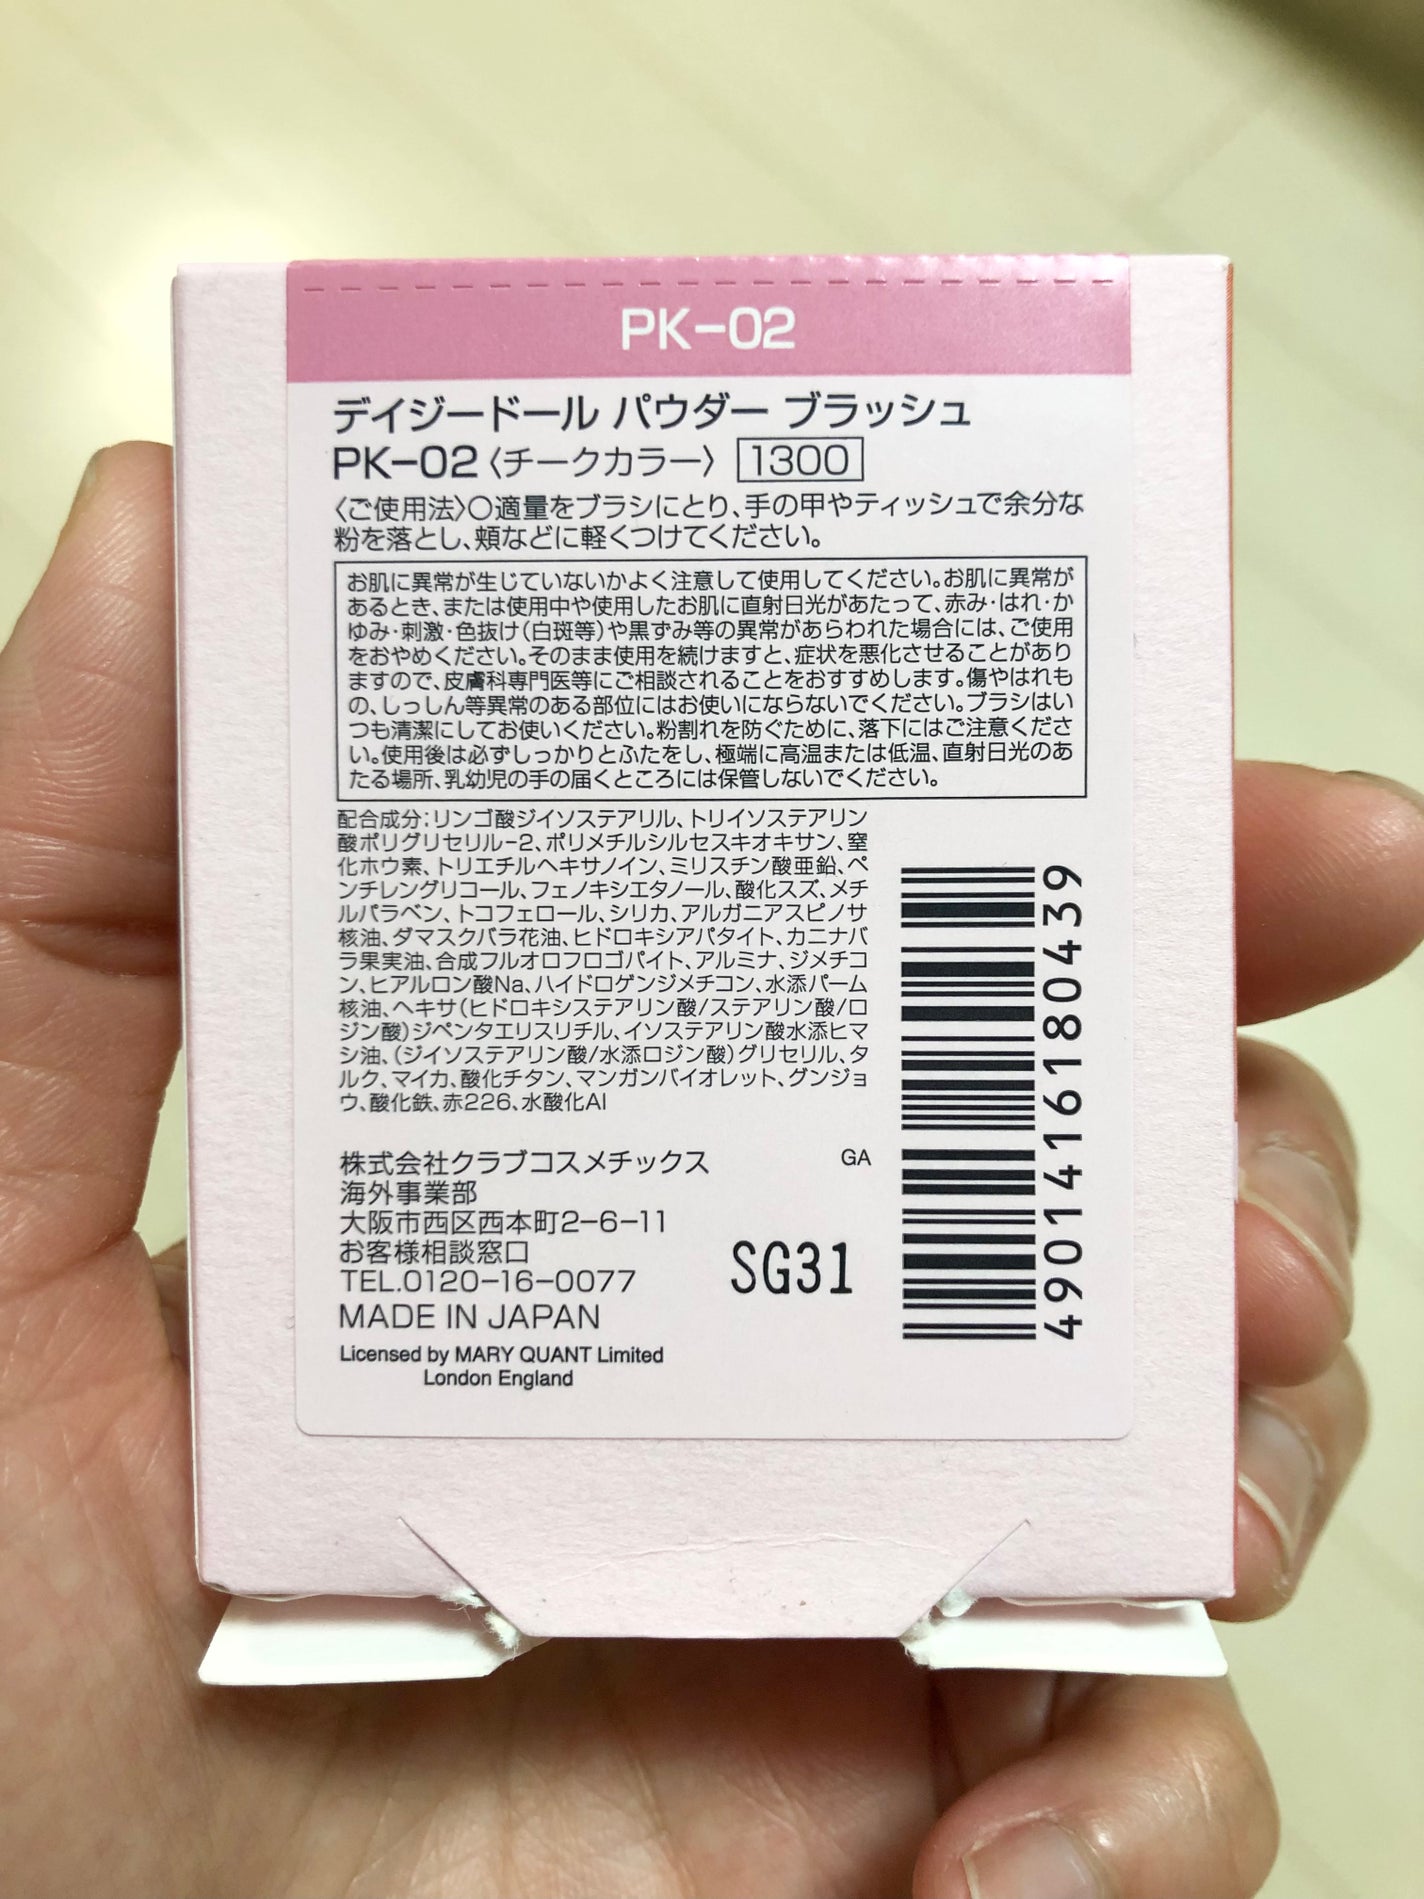 PK-02
デイジードール パウダー ブラッシュ
PK-02〈チークカラー〉 1300
〈ご使用法〉〇適量をブラシにとり、手の甲やティッシュで余分な
粉を落とし、頬などに軽くつけてください。
お肌に異常が生じていないかよく注意して使用してください。お肌に異常が
あるとき、または使用中や使用したお肌に直射日光があたって、赤み・はれ・か
ゆみ・刺激・色抜け(白斑等)や黒ずみ等の異常があらわれた場合には、ご使用
をおやめください。そのまま使用を続けますと、症状を悪化させることがあり
ますので、皮膚科専門医等にご相談されることをおすすめします。傷やはれも
の、しっしん等異常のある部位にはお使いにならないでください。ブラシはい
つも清潔にしてお使いください。粉割れを防ぐために、落下にはご注意くださ
い。使用後は必ずしっかりとふたをし、極端に高温または低温、直射日光のあ
たる場所、乳幼児の手の届くところには保管しないでください。
配合成分:リンゴ酸ジイソステアリル、トリイソステアリン
酸ポリグリセリル-2、ポリメチルシルセスキオキサン、窒
化ホウ素、トリエチルヘキサノイン、ミリスチン酸亜鉛、ペ
ンチレングリコール、フェノキシエタノール、酸化スズ、メチ
ルパラベン、トコフェロール、シリカ、アルガニアスピノサ
核油、ダマスクバラ花油、ヒドロキシアパタイト、カニナバ
ラ果実油、合成フルオロフロゴパイト、アルミナ、ジメチコ
ン、ヒアルロン酸Na、ハイドロゲンジメチコン、水添パーム
核油、ヘキサ(ヒドロキシステアリン酸/ステアリン酸/ロ
ジン酸)ジペンタエリスリチル、イソステアリン酸水添ヒマ
シ油、(ジイソステアリン酸/水添ロジン酸)グリセリル、タ
ルク、マイカ、酸化チタン、マンガンバイオレット、グンジョ
ウ、酸化鉄、赤226、水酸化Al
株式会社クラブコスメチックス
GA
海外事業部
大阪市西区西本町2-6-11
お客様相談窓口
TEL.0120-16-0077
SG31
MADE IN JAPAN
Licensed by MARY QUANT Limited
London England
4901416180439